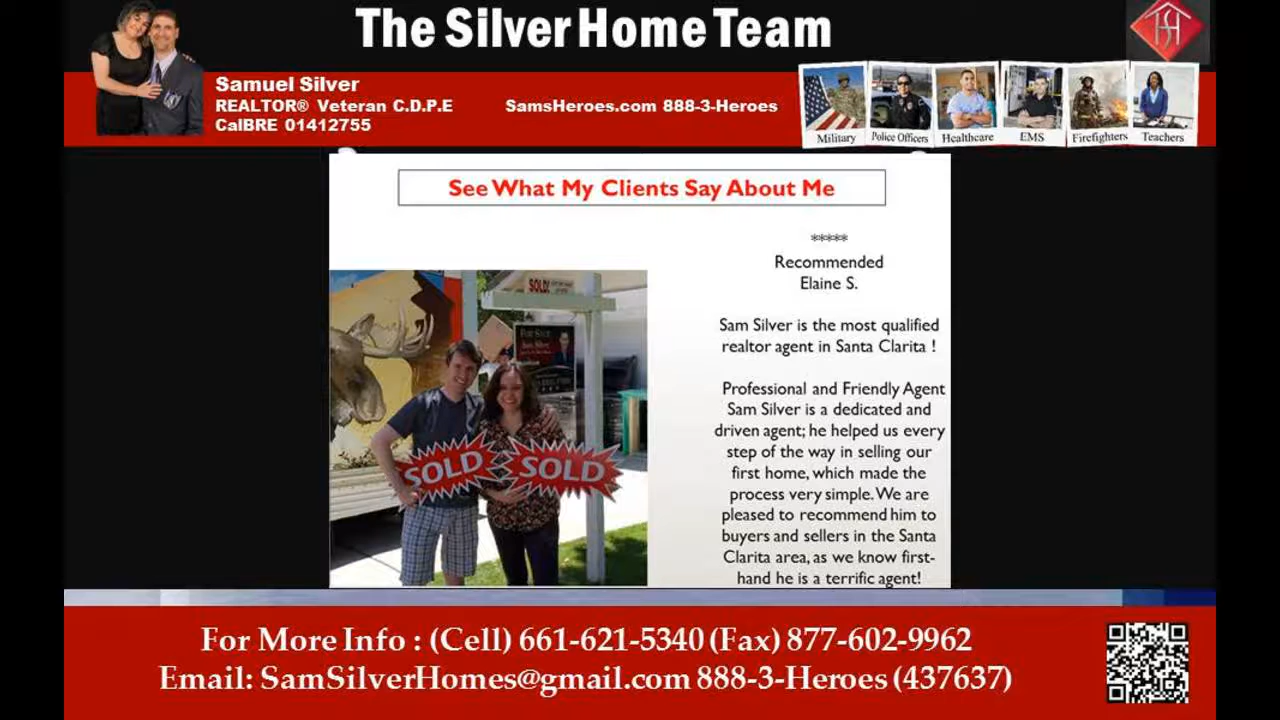 The Silver Home Team
Samuel Silver
REALTOR® Veteran C.D.P.E
SamsHeroes.com 888-3-Heroes
CalBRE 01412755
Military
Police Officers
Healthcare
EMS
Firefighters
Teachers
See What My Clients Say About Me
*****
Recommended
Elaine S.
Sam Silver is the most qualified
realtor agent in Santa Clarita !
Professional and Friendly Agent
Sam Silver is a dedicated and
driven agent; he helped us every
step of the way in selling our
first home, which made the
process very simple. We are
pleased to recommend him to
buyers and sellers in the Santa
Clarita area, as we know first-
hand he is a terrific agent!
SOLD!
SOLD
SOLD
For More Info : (Cell) 661-621-5340 (Fax) 877-602-9962
Email: SamSilverHomes@gmail.com 888-3-Heroes (437637)